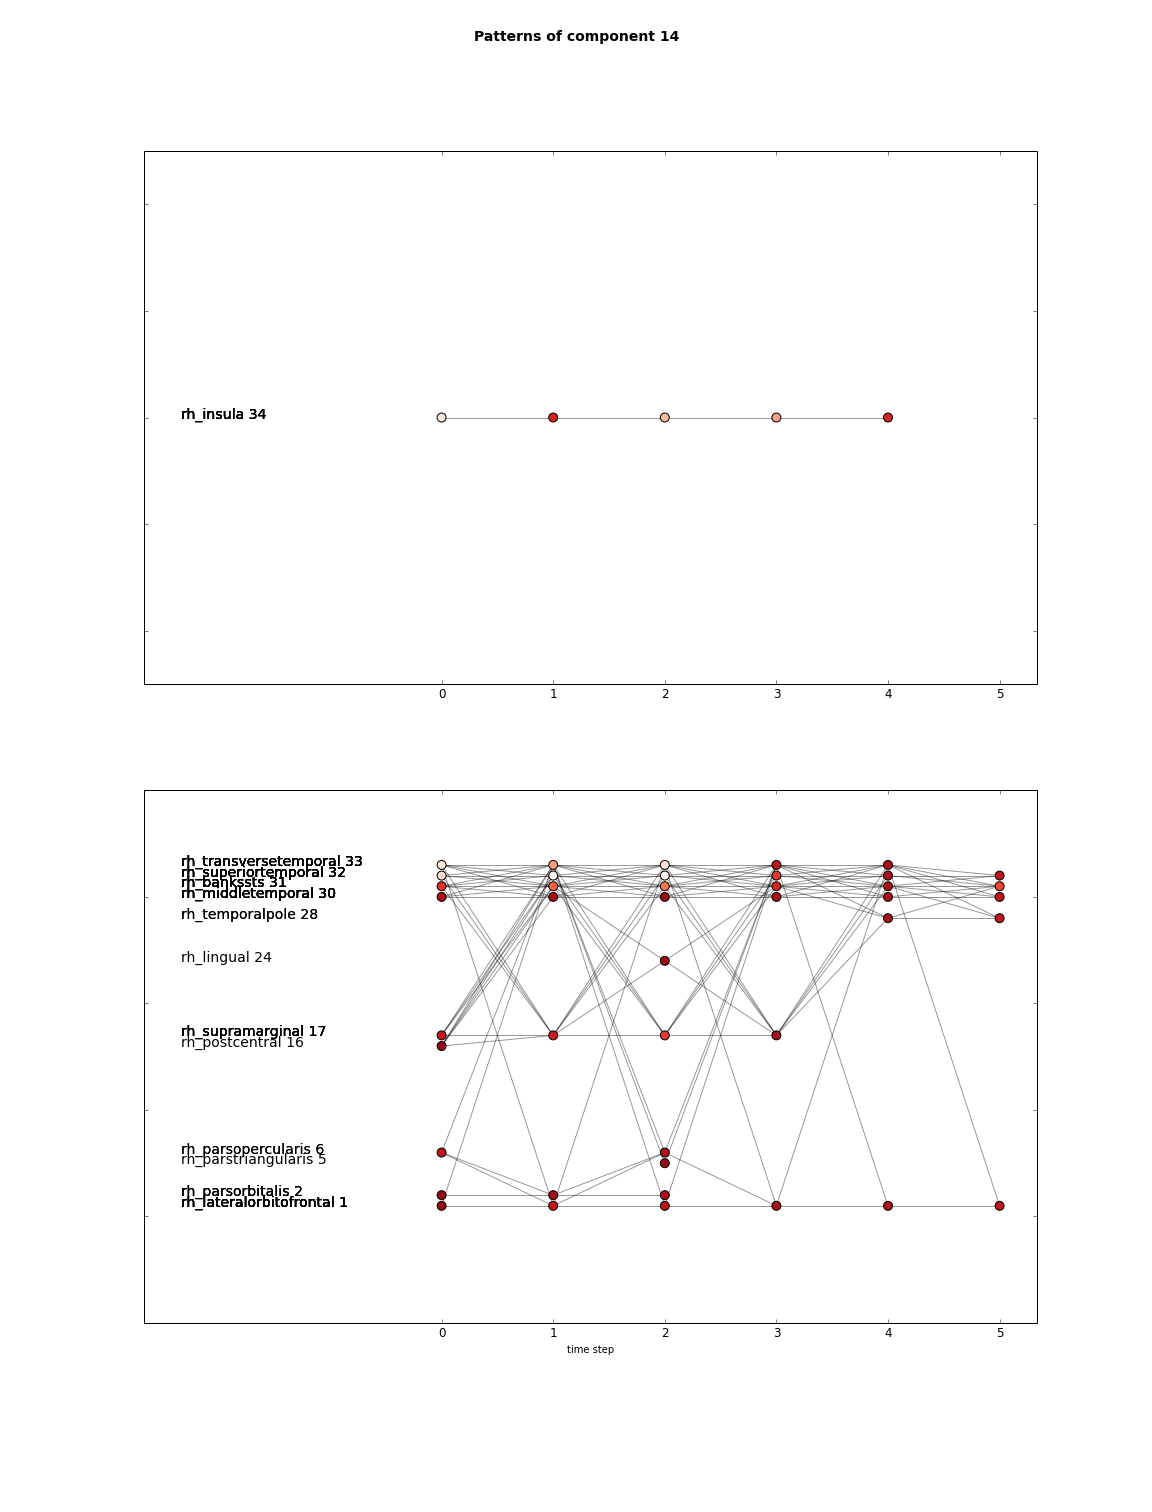 Patterns of component 14
rh_insula 34
0 1 2 3 4 5
rh_transversetemporal 33
rh_superiortemporal 32
rh_bankssts 31
rh_middletemporal 30
rh_temporalpole 28
rh_lingual 24
rh_supramarginal 17
rh_postcentral 16
rh_parsopercularis 6
rh_parstriangularis 5
rh_parsorbitalis 2
rh_lateralorbitofrontal 1
0 1 2 3 4 5
time step